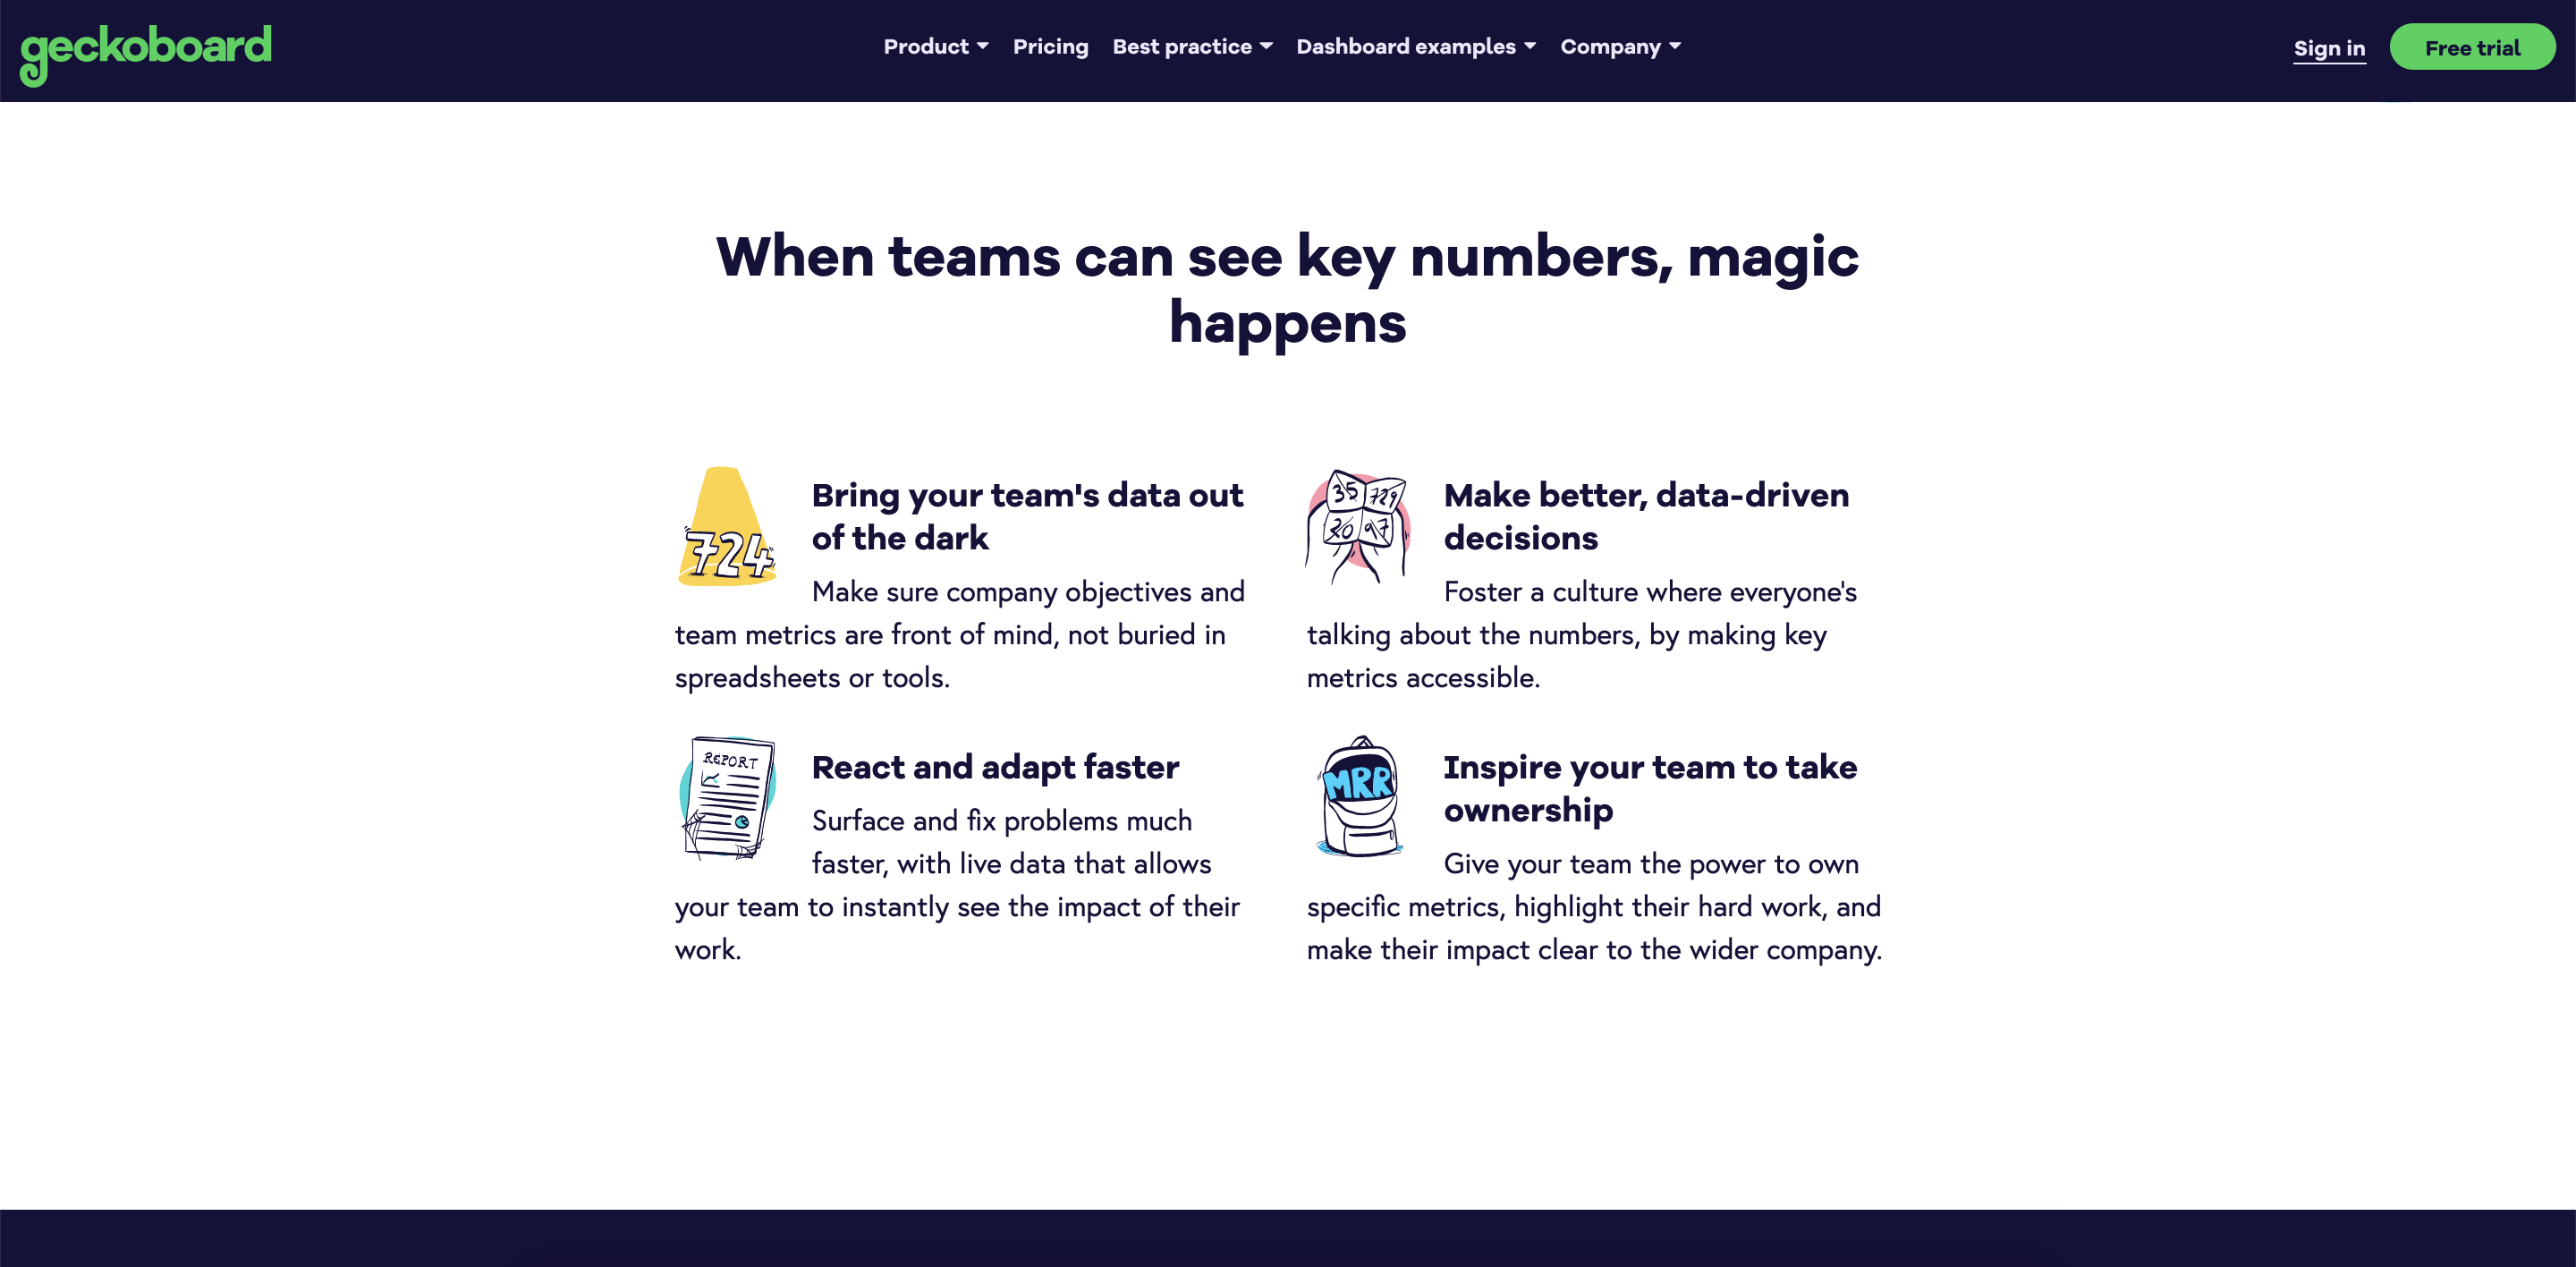 geckoboard
Product
Pricing
Best practice
Dashboard examples
Company
Sign in
Free trial
When teams can see key numbers, magic
happens
724
Bring your team's data out
of the dark
Make sure company objectives and
team metrics are front of mind, not buried in
spreadsheets or tools.
35 729
20 97
Make better, data-driven
decisions
Foster a culture where everyone's
talking about the numbers, by making key
metrics accessible.
REPORT
React and adapt faster
Surface and fix problems much
faster, with live data that allows
your team to instantly see the impact of their
work.
MRR
Inspire your team to take
ownership
Give your team the power to own
specific metrics, highlight their hard work, and
make their impact clear to the wider company.